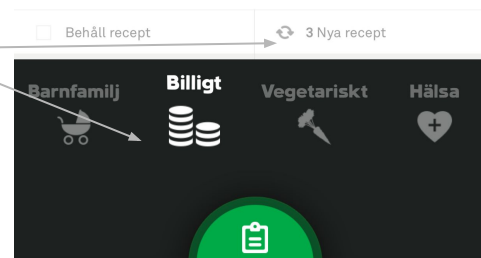 Behåll recept
3 Nya recept
Barnfamilj
Billigt
Vegetariskt
Hälsa